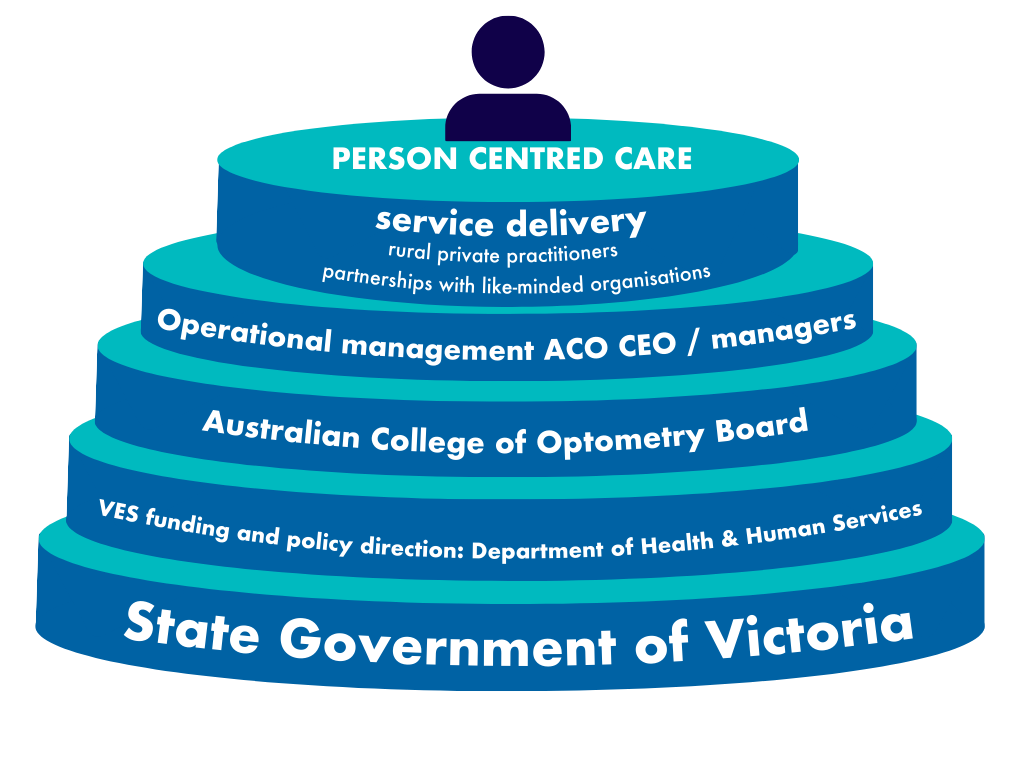 PERSON CENTRED CARE
service delivery
rural private practitioners
partnerships with like-minded organisations
Operational management ACO CEO / managers
Australian College of Optometry Board
VES funding and policy direction: Department of Health & Human Services
State Government of Victoria